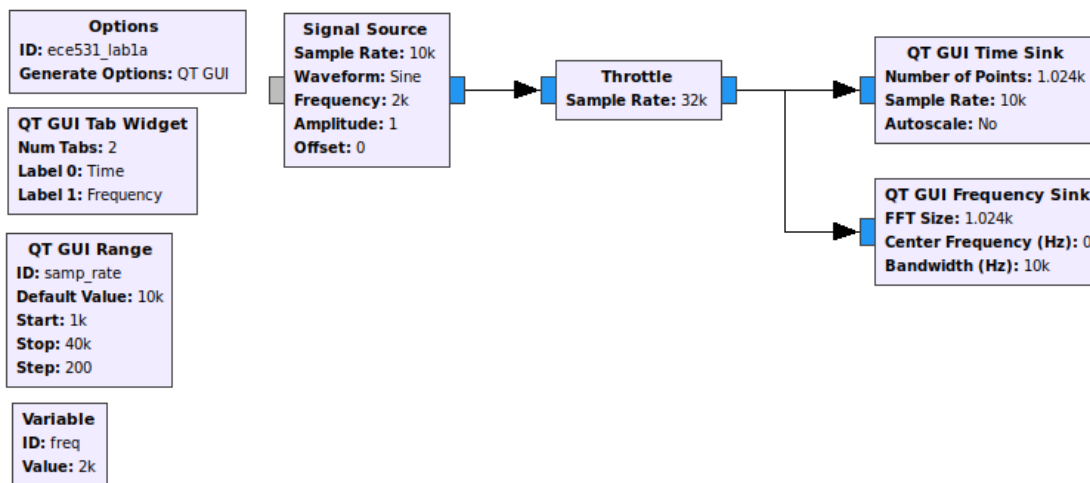 Options
ID: ece531_lab1a
Generate Options: QT GUI
QT GUI Tab Widget
Num Tabs: 2
Label 0: Time
Label 1: Frequency
QT GUI Range
ID: samp_rate
Default Value: 10k
Start: 1k
Stop: 40k
Step: 200
Variable
ID: freq
Value: 2k
Signal Source
Sample Rate: 10k
Waveform: Sine
Frequency: 2k
Amplitude: 1
Offset: 0
Throttle
Sample Rate: 32k
QT GUI Time Sink
Number of Points: 1.024k
Sample Rate: 10k
Autoscale: No
QT GUI Frequency Sink
FFT Size: 1.024k
Center Frequency (Hz): 0
Bandwidth (Hz): 10k